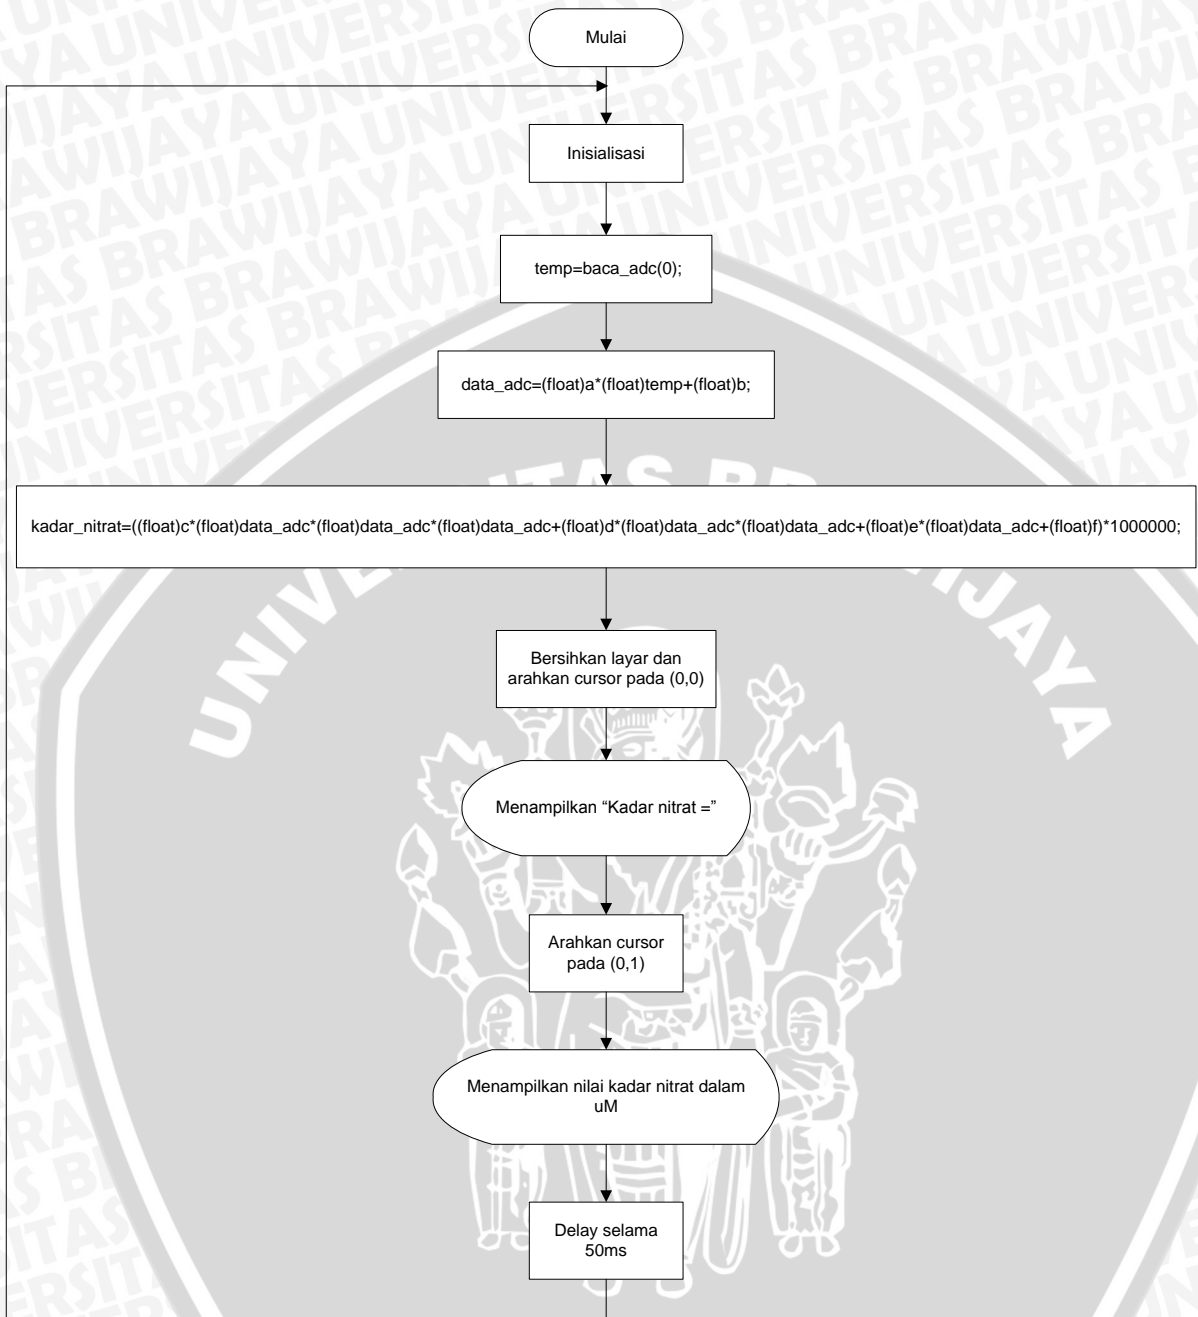 Mulai
Inisialisasi
temp=baca_adc(0);
data_adc=(float)a*(float)temp+(float)b;
kadar_nitrat=((float)c*(float)data_adc*(float)data_adc*(float)data_adc+(float)d*(float)data_adc*(float)data_adc+(float)e*(float)data_adc+(float)f)*1000000;
Bersihkan layar dan
arahkan cursor pada (0,0)
Menampilkan “Kadar nitrat =”
Arahkan cursor
pada (0,1)
Menampilkan nilai kadar nitrat dalam
uM
Delay selama
50ms